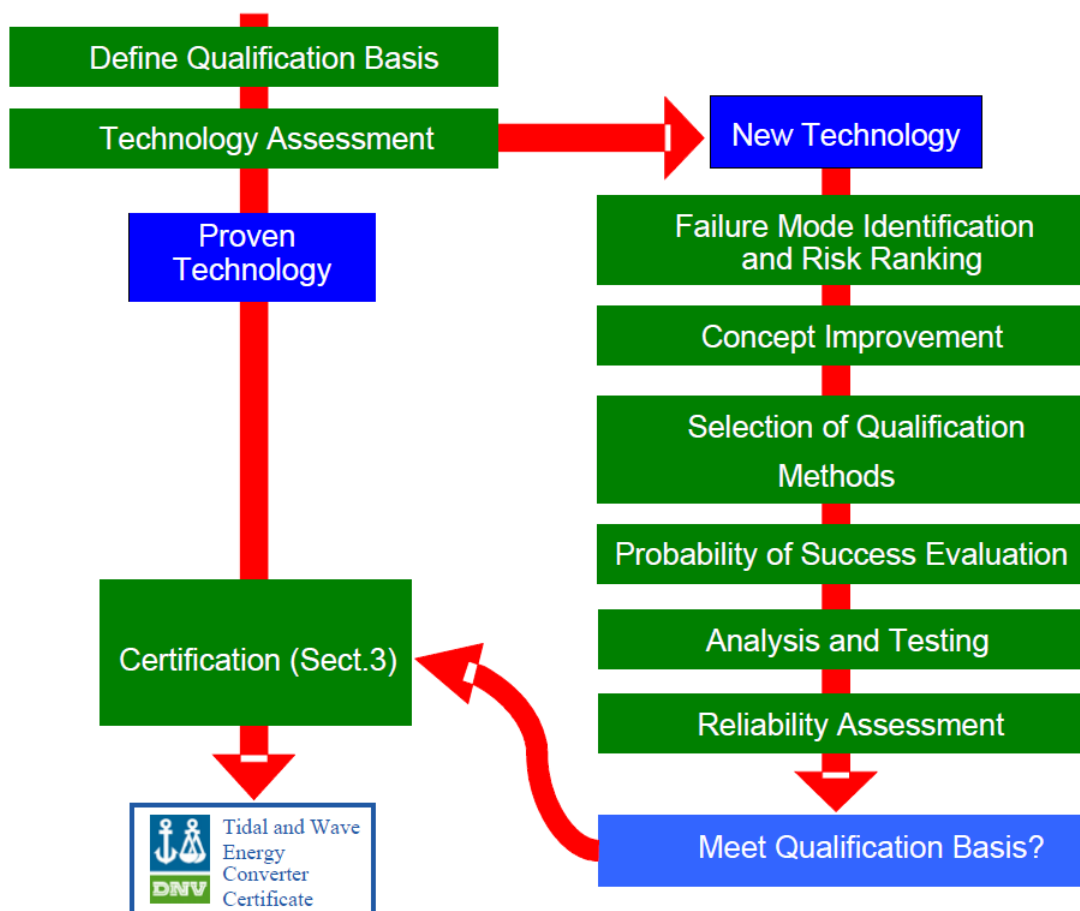 Define Qualification Basis
Technology Assessment
New Technology
Proven
Technology
Failure Mode Identification
and Risk Ranking
Concept Improvement
Selection of Qualification
Methods
Probability of Success Evaluation
Analysis and Testing
Reliability Assessment
Meet Qualification Basis?
Certification (Sect.3)
Tidal and Wave
Energy
Converter
Certificate
DNV